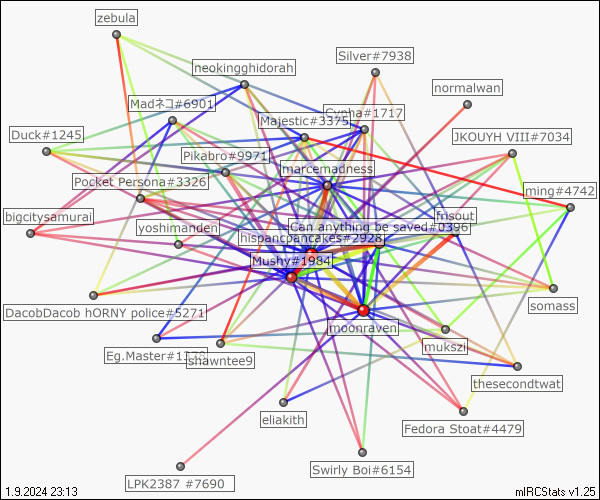 zebula
neokingghidorah
Silver#7938
normalwan
Madネコ#6901
Majestic#3375
Cynha#1717
Duck#1245
JKOUYH VIII#7034
Pikabro#9971
marcemadness
Pocket Persona#3326
ming#4742
bigcitysamurai
yoshimanden
Can anything be saved#0396
frisout
hispancpancakes#2928
Mushy#1984
DacobDacob hORNY police#5271
moonraven
somass
Eg.Master#1
shawntee9
mukszi
thesecondtwat
eliakith
Fedora Stoat#4479
Swirly Boi#6154
LPK2387 #7690
1.9.2024 23:13
mIRCStats v1.25